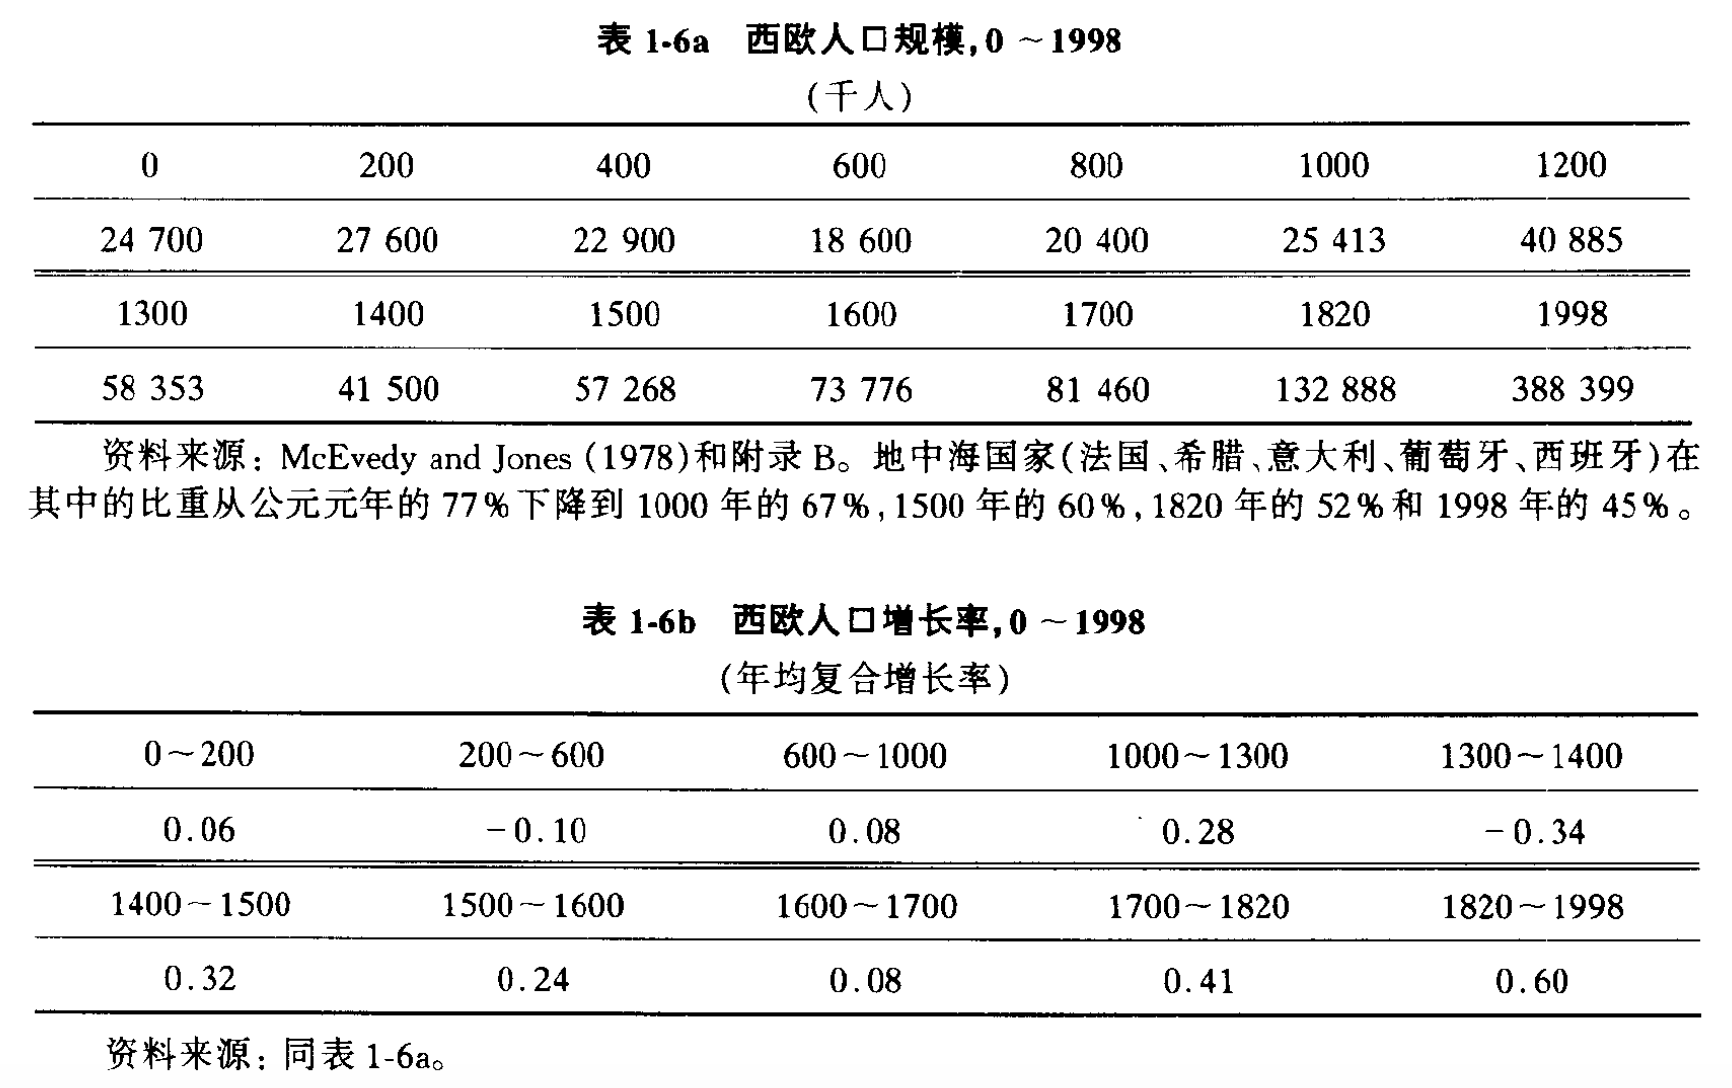 表 1-6a 西欧人口规模,0 ~ 1998
(千人)
0 200 400 600 800 1000 1200
24 700 27 600 22 900 18 600 20 400 25 413 40 885
1300 1400 1500 1600 1700 1820 1998
58 353 41 500 57 268 73 776 81 460 132 888 388 399
资料来源: McEvedy and Jones (1978)和附录 B。地中海国家(法国、希腊、意大利、葡萄牙、西班牙)在
其中的比重从公元元年的 77%下降到 1000 年的 67%,1500 年的 60%,1820 年的 52%和 1998 年的 45%。
表 1-6b 西欧人口增长率,0 ~ 1998
(年均复合增长率)
0~200 200~600 600~1000 1000~1300 1300~1400
0.06 -0.10 0.08 0.28 -0.34
1400~1500 1500~1600 1600~1700 1700~1820 1820~1998
0.32 0.24 0.08 0.41 0.60
资料来源: 同表 1-6a。